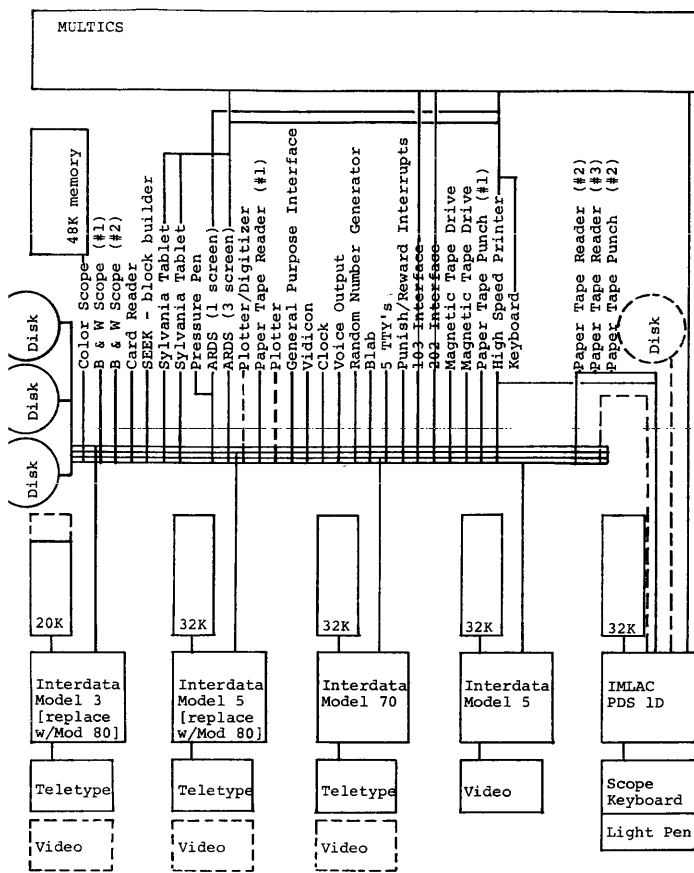 MULTICS
48K memory
Color Scope
B & W Scope (#1)
B & W Scope (#2)
Card Reader
SEEK - block builder
Sylvania Tablet
Sylvania Tablet
Pressure Pen
ARDS (1 screen)
ARDS (3 screen)
Plotter/Digitizer
Paper Tape Reader (#1)
Plotter
General Purpose Interface
Vidicon
Clock
Voice Output
Random Number Generator
Blab
5 TTY's
Punish/Reward Interrupts
103 Interface
202 Interface
Magnetic Tape Drive
Magnetic Tape Drive
Paper Tape Punch (#1)
High Speed Printer
Keyboard
Paper Tape Reader (#2)
Paper Tape Reader (#3)
Paper Tape Punch (#2)
Disk
Disk
Disk
Disk
20K
32K
32K
32K
32K
Interdata
Model 3
[replace
w/Mod 80]
Interdata
Model 5
[replace
w/Mod 80]
Interdata
Model 70
Interdata
Model 5
IMLAC
PDS 1D
Teletype
Teletype
Teletype
Video
Scope
Keyboard
Light Pen
Video
Video
Video